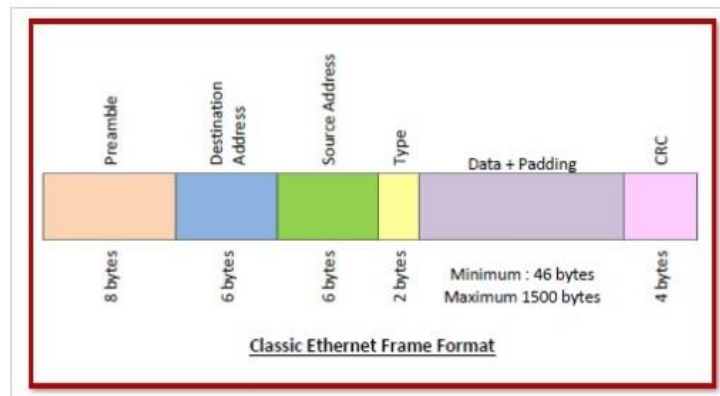 Preamble
Destination
Address
Source Address
Type
Data + Padding
CRC
8 bytes
6 bytes
6 bytes
2 bytes
Minimum : 46 bytes
Maximum 1500 bytes
4 bytes
Classic Ethernet Frame Format